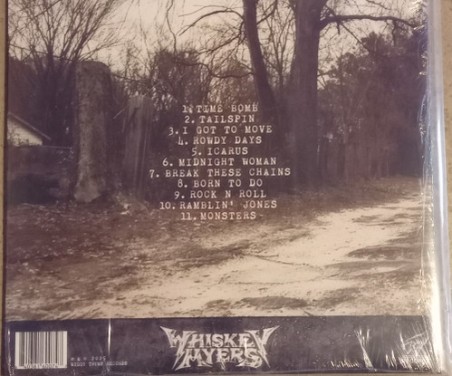 1. TIME BOMB
2. TAILSPIN
3. I GOT TO MOVE
4. ROWDY DAYS
5. ICARUS
6. MIDNIGHT WOMAN
7. BREAK THESE CHAINS
8. BORN TO DO
9. ROCK N ROLL
10. RAMBLIN' JONES
11. MONSTERS
WHISKEY
MYERS